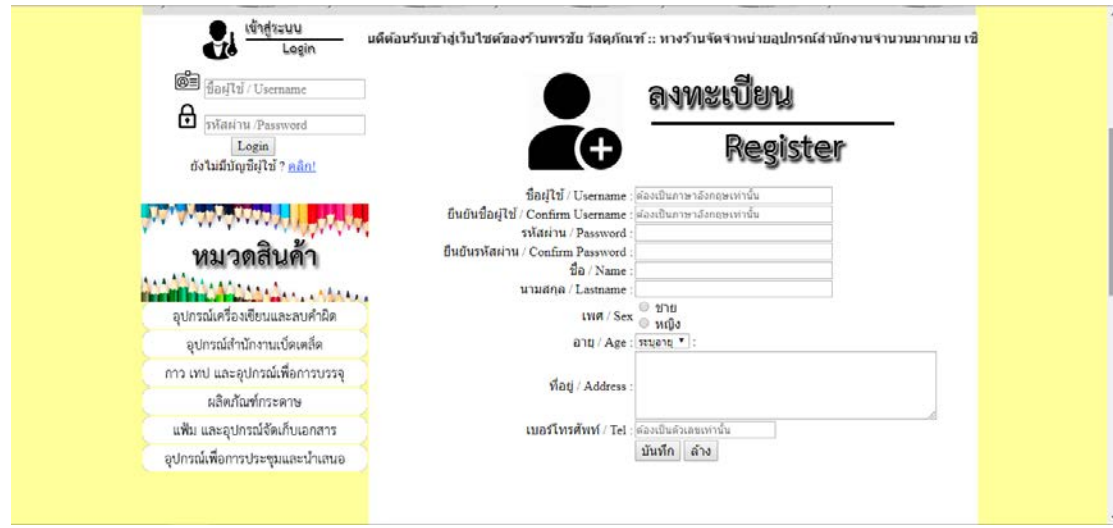 เข้าสู่ระบบ
Login
ชื่อผู้ใช้ / Username
รหัสผ่าน /Password
Login
ยังไม่มีบัญชีผู้ใช้ ? คลิก!
หมวดสินค้า
อุปกรณ์เครื่องเขียนและลบคำผิด
อุปกรณ์สำนักงานเบ็ดเตล็ด
กาว เทป และอุปกรณ์เพื่อการบรรจุ
ผลิตภัณฑ์กระดาษ
แฟ้ม และอุปกรณ์จัดเก็บเอกสาร
อุปกรณ์เพื่อการประชุมและนำเสนอ
นดีต้อนรับเข้าสู่เว็บไซต์ของร้านพรชัย วัสดุภัณฑ์ :: ทางร้านจัดจำหน่ายอุปกรณ์สำนักงานจำนวนมากมาย เชิ
ลงทะเบียน
Register
ชื่อผู้ใช้ / Username : ต้องเป็นภาษาอังกฤษเท่านั้น
ยืนยันชื่อผู้ใช้ / Confirm Username : ต้องเป็นภาษาอังกฤษเท่านั้น
รหัสผ่าน / Password :
ยืนยันรหัสผ่าน / Confirm Password :
ชื่อ / Name :
นามสกุล / Lastname :
เพศ / Sex
ชาย
หญิง
อายุ / Age : ระบุอายุ :
ที่อยู่ / Address :
เบอร์โทรศัพท์ / Tel : ต้องเป็นตัวเลขเท่านั้น
บันทึก ล้าง